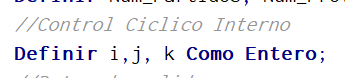 //Control Ciclico Interno
Definir i,j, k Como Entero;